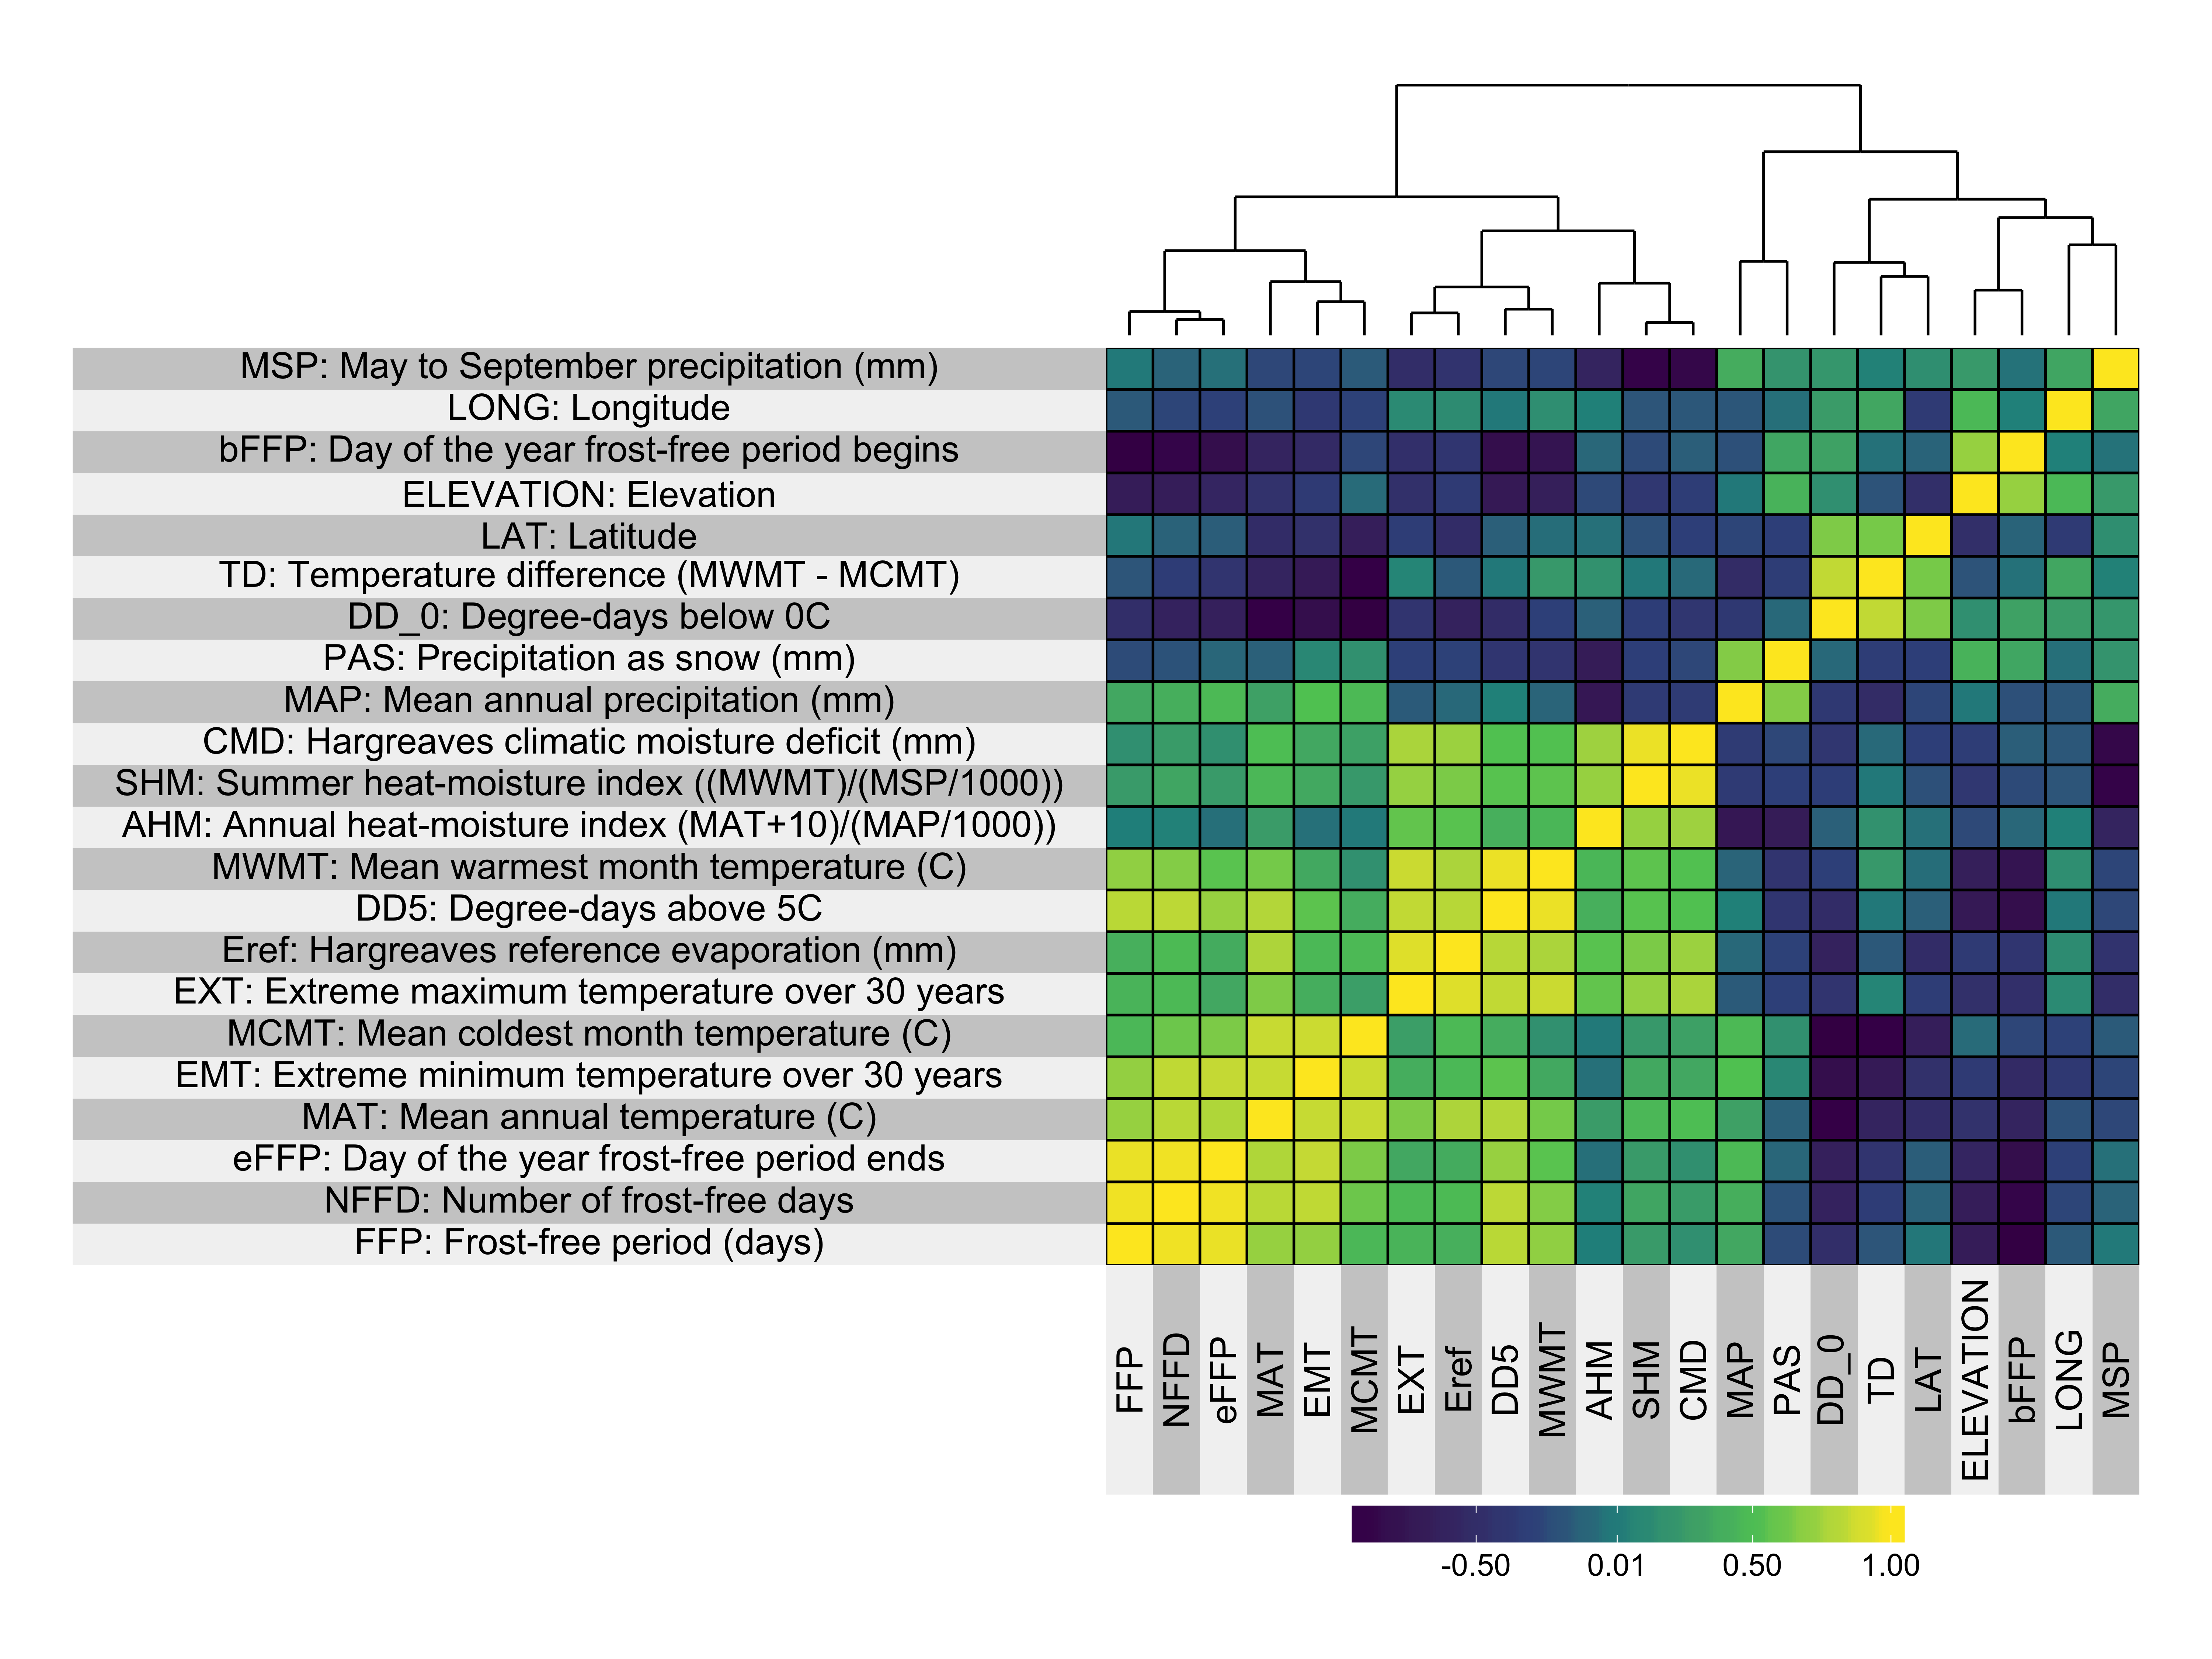 MSP: May to September precipitation (mm)
LONG: Longitude
bFFP: Day of the year frost-free period begins
ELEVATION: Elevation
LAT: Latitude
TD: Temperature difference (MWMT - MCMT)
DD_0: Degree-days below 0C
PAS: Precipitation as snow (mm)
MAP: Mean annual precipitation (mm)
CMD: Hargreaves climatic moisture deficit (mm)
SHM: Summer heat-moisture index ((MWMT)/(MSP/1000))
AHM: Annual heat-moisture index (MAT+10)/(MAP/1000))
MWMT: Mean warmest month temperature (C)
DD5: Degree-days above 5C
Eref: Hargreaves reference evaporation (mm)
EXT: Extreme maximum temperature over 30 years
MCMT: Mean coldest month temperature (C)
EMT: Extreme minimum temperature over 30 years
MAT: Mean annual temperature (C)
eFFP: Day of the year frost-free period ends
NFFD: Number of frost-free days
FFP: Frost-free period (days)
FFP
NFFD
eFFP
MAT
EMT
MCMT
EXT
Eref
DD5
MWMT
AHM
SHM
CMD
MAP
PAS
DD_0
TD
LAT
ELEVATION
bFFP
LONG
MSP
-0.50 0.01 0.50 1.00